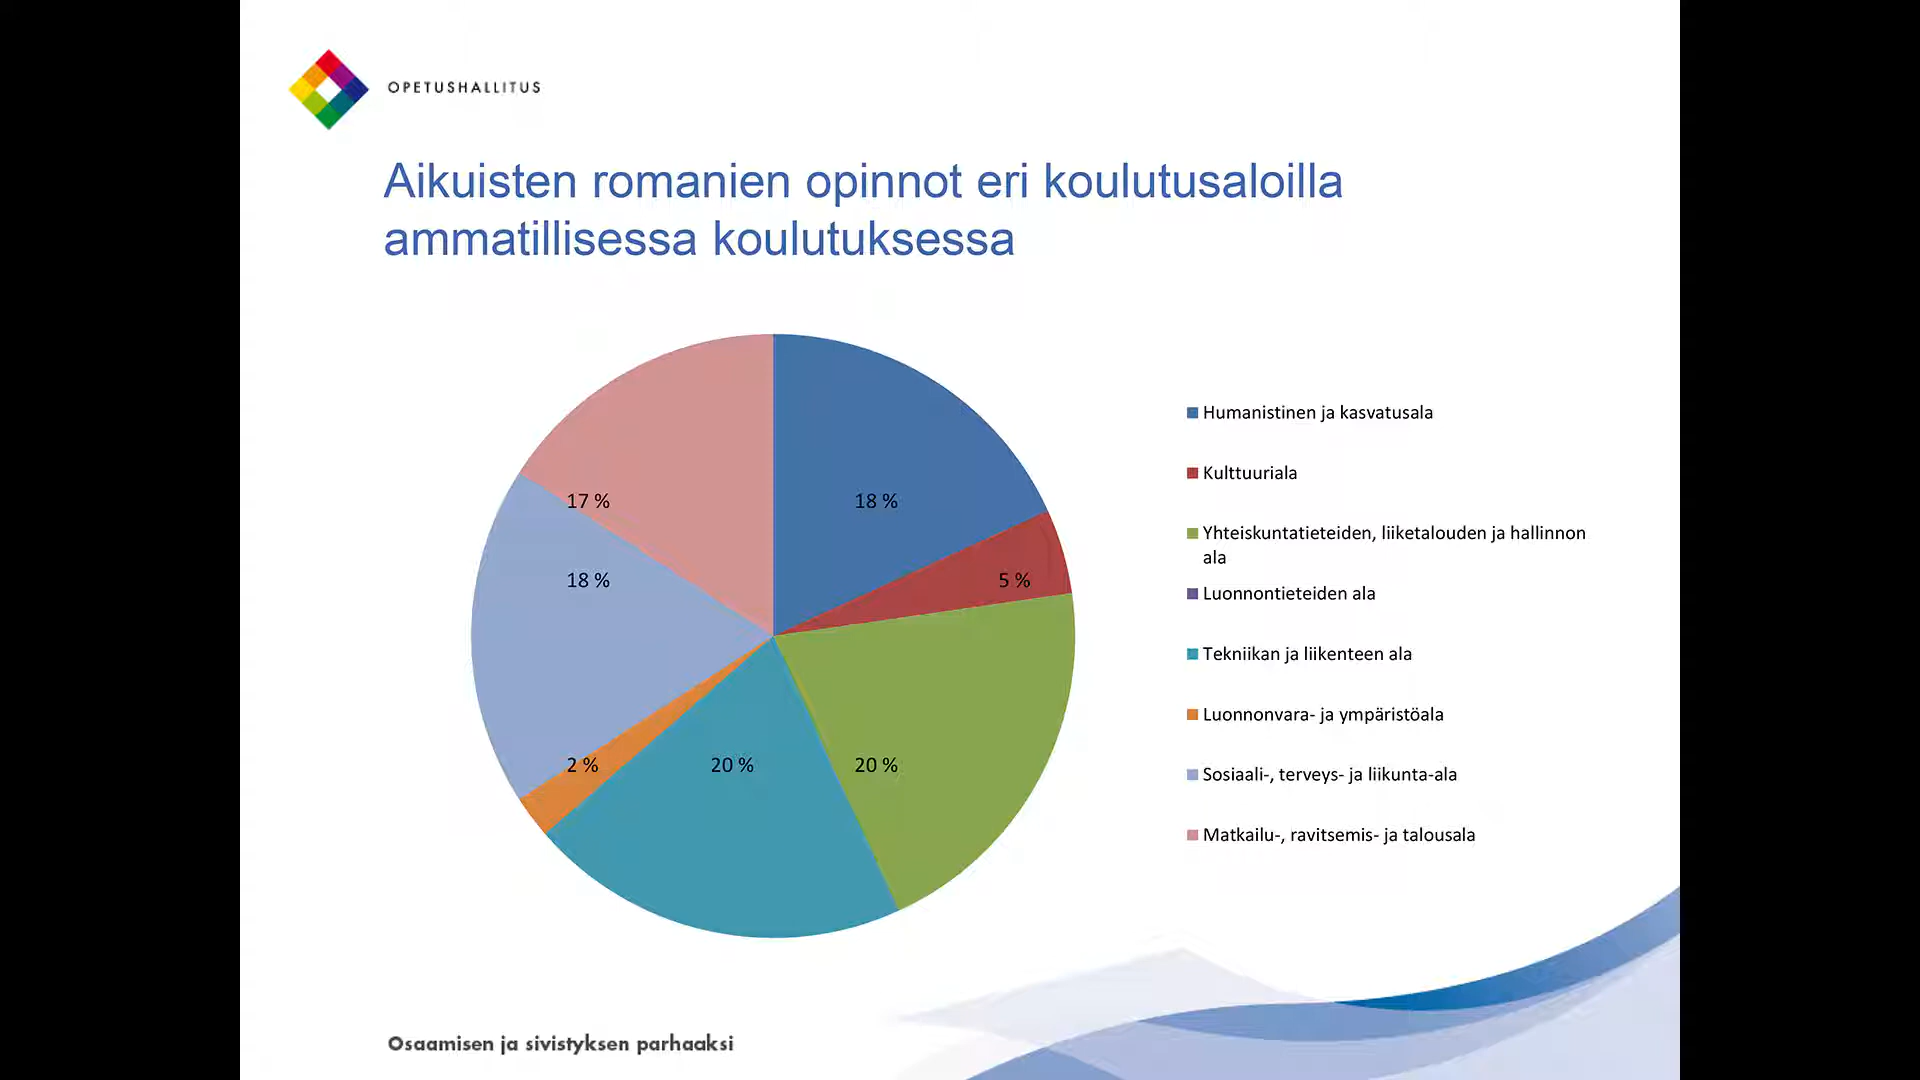 OPETUSHALLITUS
Aikuisten romanien opinnot eri koulutusaloilla
ammatillisessa koulutuksessa
17 %
18 %
18 %
5 %
2 %
20 %
20 %
Humanistinen ja kasvatusala
Kulttuuriala
Yhteiskuntatieteiden, liiketalouden ja hallinnon
ala
Luonnontieteiden ala
Tekniikan ja liikenteen ala
Luonnonvara- ja ympäristöala
Sosiaali-, terveys- ja liikunta-ala
Matkailu-, ravitsemis- ja talousala
Osaamisen ja sivistyksen parhaaksi